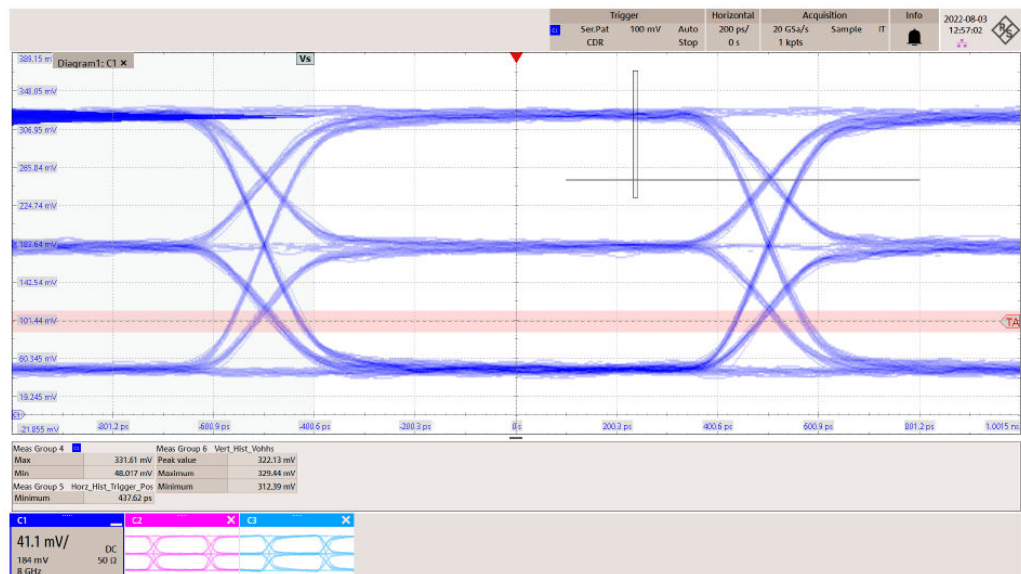 Trigger Horizontal Acquisition Info 2022-08-03
C1 Ser.Pat 100 mV Auto 200 ps/ 20 GSa/s Sample IT 12:57:02
CDR Stop 0 s 1 kpts
389.15 m Diagram1: C1 × Vs
348.05 mV
306.95 mV
265.84 mV
224.74 mV
183.64 mV
142.54 mV
101.44 mV TA
60.345 mV
19.245 mV
C1
-21.855 mV -801.2 ps -600.9 ps -400.6 ps -200.3 ps 0 s 200.3 ps 400.6 ps 600.9 ps 801.2 ps 1.0015 ns
Meas Group 4 Meas Group 6 Vert_Hist_Vohhs
Max 331.61 mV Peak value 322.13 mV
Min 48.017 mV Maximum 329.44 mV
Meas Group 5 Horz_Hist_Trigger_Pos Minimum 312.39 mV
Minimum 437.62 ps
C1 C2 × C3 ×
41.1 mV/ DC
184 mV 50 Ω
8 GHz